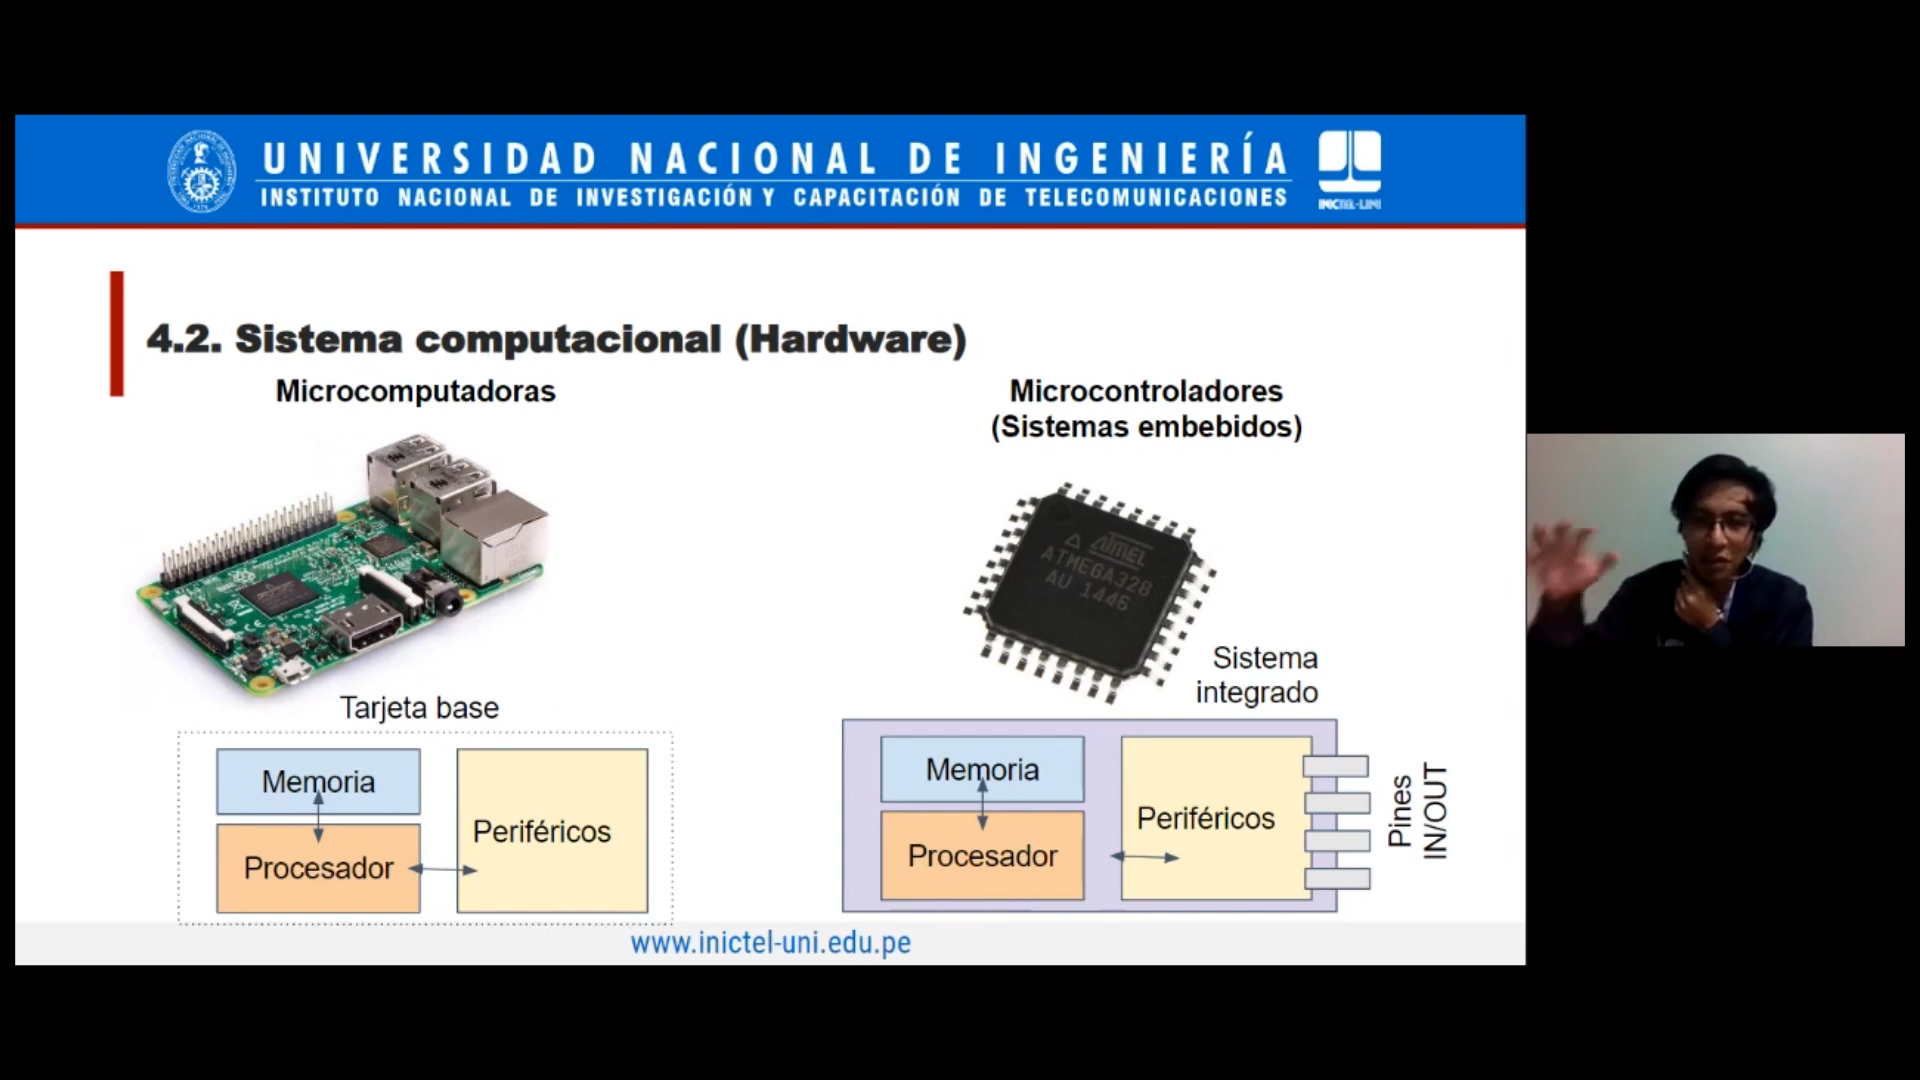 UNIVERSIDAD NACIONAL DE INGENIERÍA
INSTITUTO NACIONAL DE INVESTIGACIÓN Y CAPACITACIÓN DE TELECOMUNICACIONES
INICTEL-UNI
4.2. Sistema computacional (Hardware)
Microcomputadoras
Microcontroladores
(Sistemas embebidos)
ATMEL
ATMEGA328
AU 1446
Sistema
integrado
Tarjeta base
Memoria
Procesador
Periféricos
Memoria
Procesador
Periféricos
Pines
IN/OUT
www.inictel-uni.edu.pe